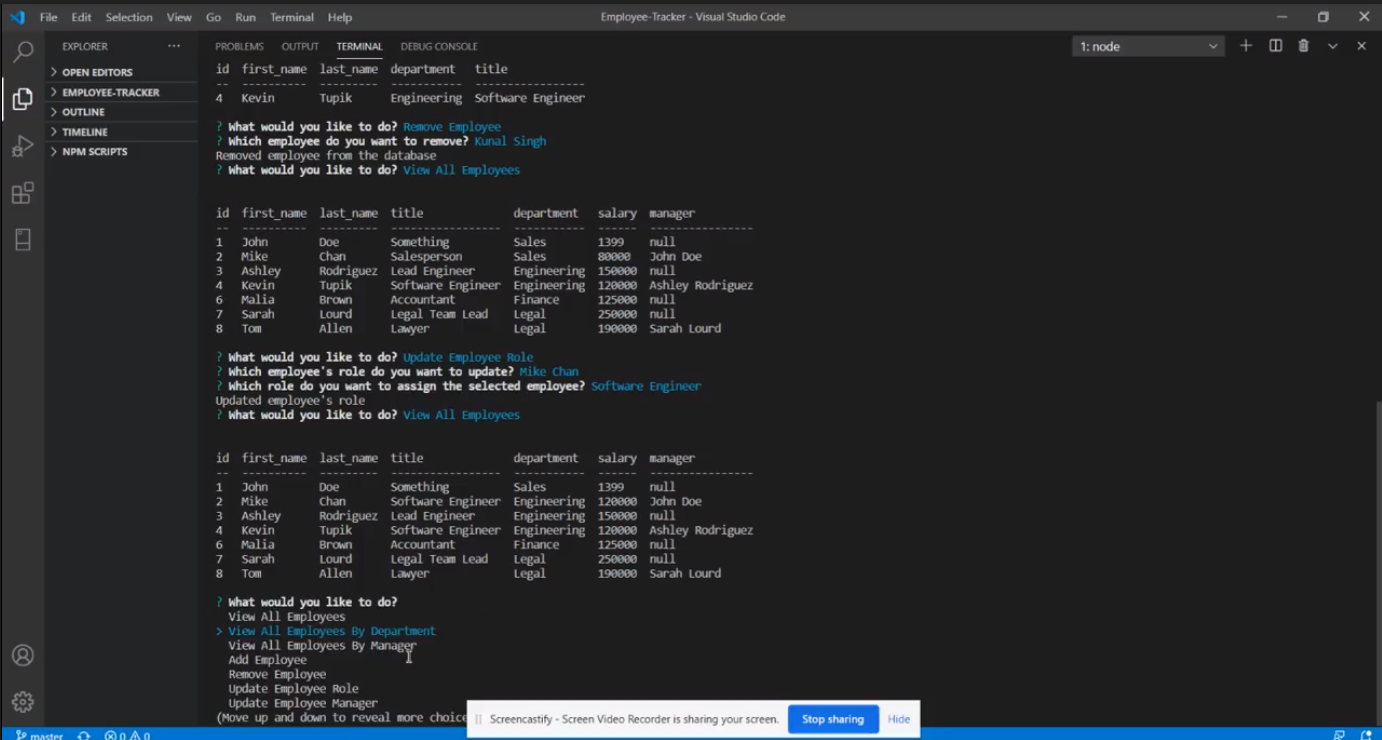 File Edit Selection View Go Run Terminal Help Employee-Tracker - Visual Studio Code
EXPLORER ...
OPEN EDITORS
EMPLOYEE-TRACKER
OUTLINE
TIMELINE
NPM SCRIPTS
PROBLEMS OUTPUT TERMINAL DEBUG CONSOLE 1: node
id first_name last_name department title
-- ---------- --------- ----------- -----------------
4 Kevin Tupik Engineering Software Engineer
? What would you like to do? Remove Employee
? Which employee do you want to remove? Kunal Singh
Removed employee from the database
? What would you like to do? View All Employees
id first_name last_name title department salary manager
-- ---------- --------- ----------------- ----------- ------ ----------------
1 John Doe Something Sales 1399 null
2 Mike Chan Salesperson Sales 80000 John Doe
3 Ashley Rodriguez Lead Engineer Engineering 150000 null
4 Kevin Tupik Software Engineer Engineering 120000 Ashley Rodriguez
6 Malia Brown Accountant Finance 125000 null
7 Sarah Lourd Legal Team Lead Legal 250000 null
8 Tom Allen Lawyer Legal 190000 Sarah Lourd
? What would you like to do? Update Employee Role
? Which employee's role do you want to update? Mike Chan
? Which role do you want to assign the selected employee? Software Engineer
Updated employee's role
? What would you like to do? View All Employees
id first_name last_name title department salary manager
-- ---------- --------- ----------------- ----------- ------ ----------------
1 John Doe Something Sales 1399 null
2 Mike Chan Software Engineer Engineering 120000 John Doe
3 Ashley Rodriguez Lead Engineer Engineering 150000 null
4 Kevin Tupik Software Engineer Engineering 120000 Ashley Rodriguez
6 Malia Brown Accountant Finance 125000 null
7 Sarah Lourd Legal Team Lead Legal 250000 null
8 Tom Allen Lawyer Legal 190000 Sarah Lourd
? What would you like to do?
View All Employees
> View All Employees By Department
View All Employees By Manager
Add Employee
Remove Employee
Update Employee Role
Update Employee Manager
(Move up and down to reveal more choice
Screencastify - Screen Video Recorder is sharing your screen. Stop sharing Hide
master 0 0